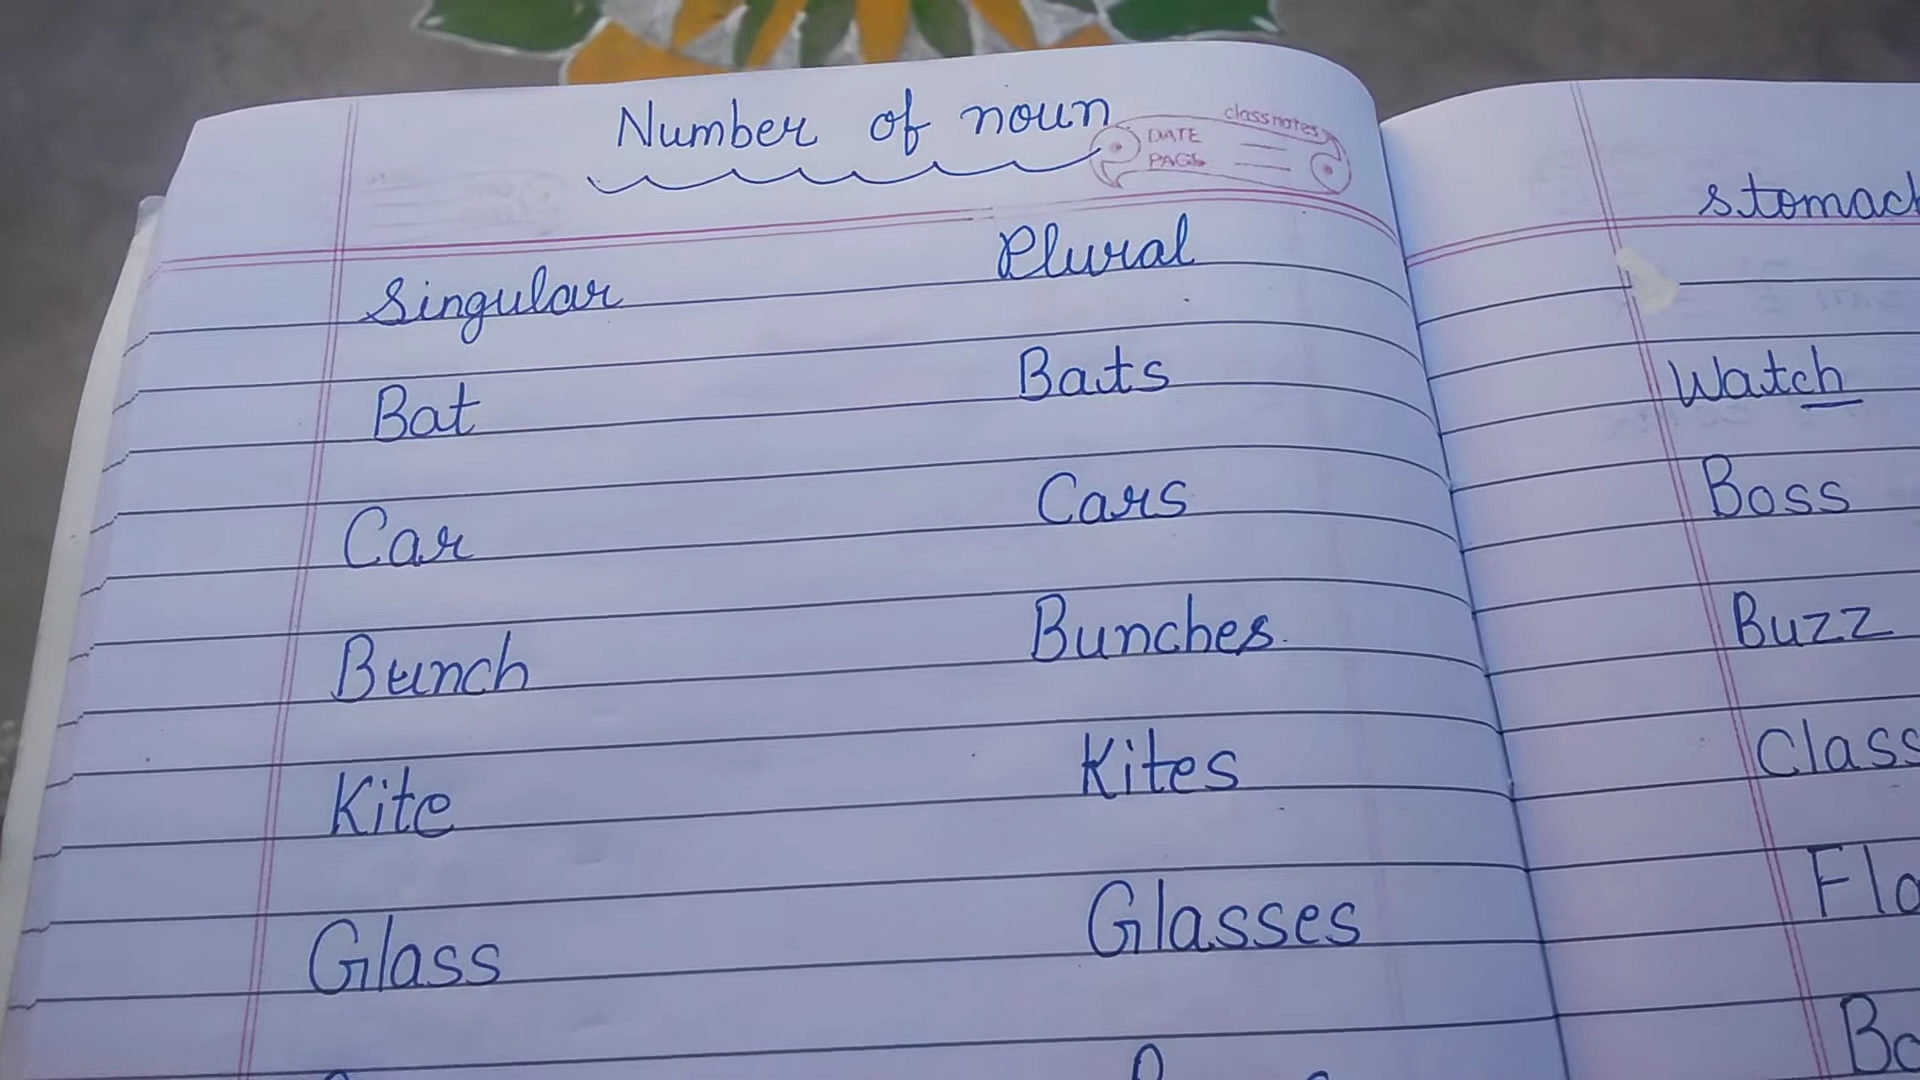 Number of noun
classnotes
DATE
PAGE
Singular Plural
Bat Bats
Car Cars
Bunch Bunches
Kite Kites
Glass Glasses
Watch
Boss
Buzz
Class